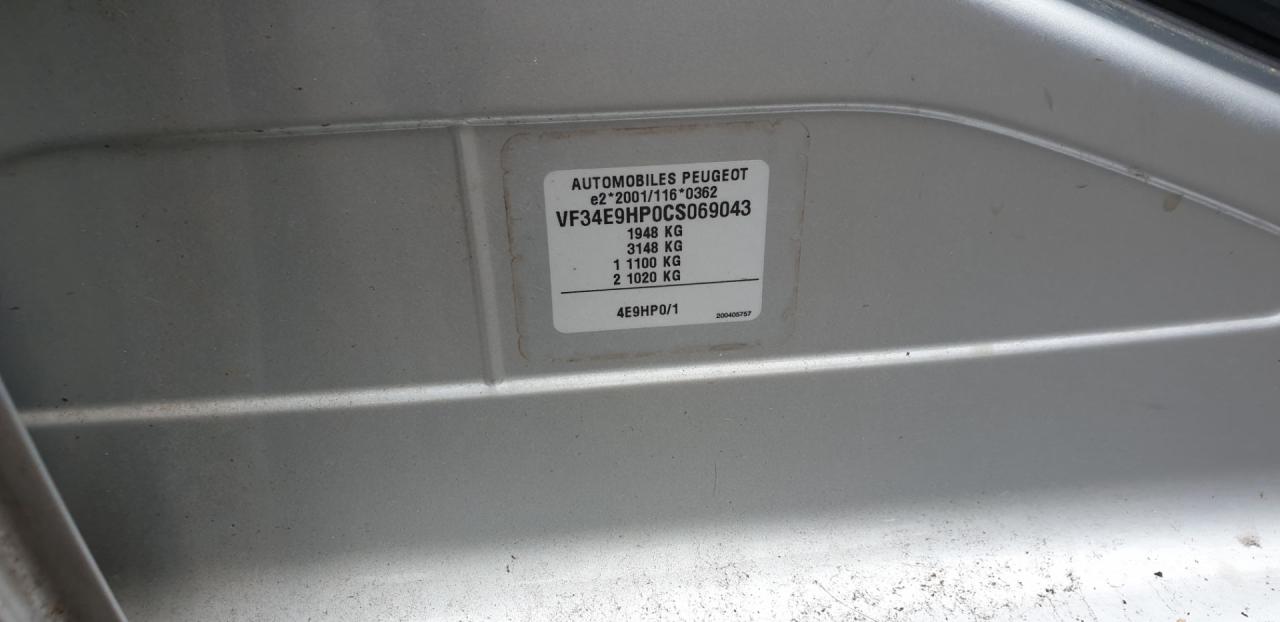 AUTOMOBILES PEUGEOT
e2*2001/116*0362
VF34E9HP0CS069043
1948 KG
3148 KG
1 1100 KG
2 1020 KG
4E9HP0/1
200405757